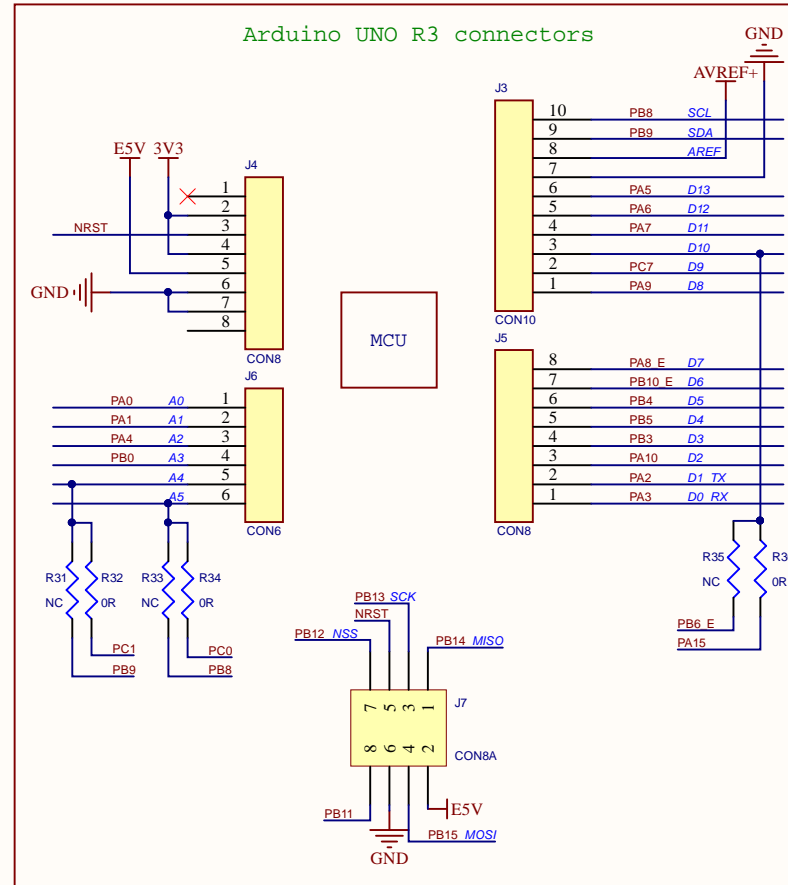 Arduino UNO R3 connectors
GND
AVREF+
E5V 3V3
J4
1
2
NRST 3
4
5
GND 6
7
8
CON8
J3
10 PB8 SCL
9 PB9 SDA
8 AREF
7
6 PA5 D13
5 PA6 D12
4 PA7 D11
3 D10
2 PC7 D9
1 PA9 D8
CON10
MCU
J6
PA0 A0 1
PA1 A1 2
PA4 A2 3
PB0 A3 4
A4 5
A5 6
CON6
J5
8 PA8_E D7
7 PB10_E D6
6 PB4 D5
5 PB5 D4
4 PB3 D3
3 PA10 D2
2 PA2 D1 TX
1 PA3 D0 RX
CON8
R31 R32 R33 R34
NC 0R NC 0R
PC1 PC0
PB9 PB8
R35
NC 0R
PB6_E
PA15
PB13 SCK
NRST
PB12 NSS PB14 MISO
J7
7 5 3 1
8 6 4 2
CON8A
PB11 E5V
PB15 MOSI
GND